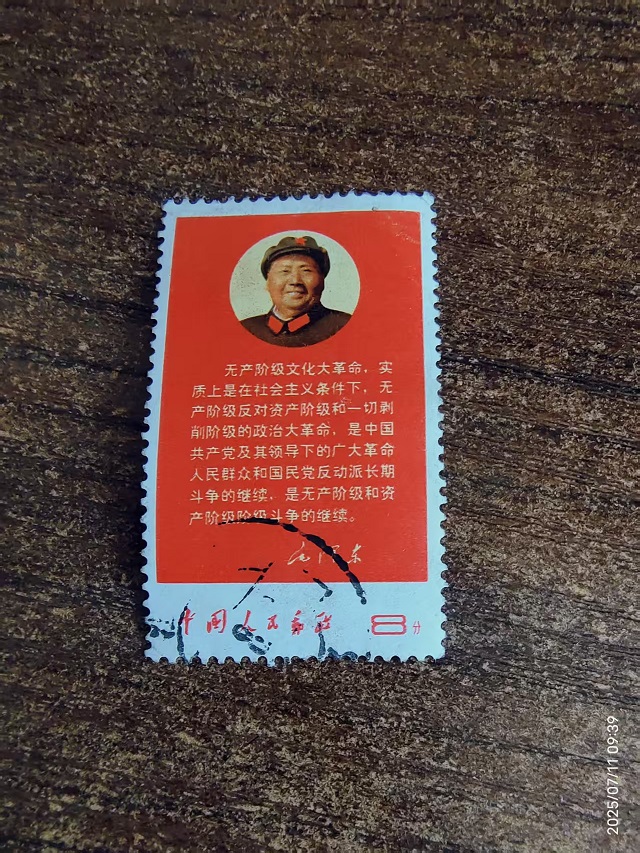 无产阶级文化大革命，实
质上是在社会主义条件下，无
产阶级反对资产阶级和一切剥
削阶级的政治大革命，是中国
共产党及其领导下的广大革命
人民群众和国民党反动派长期
斗争的继续，是无产阶级和资
产阶级阶级斗争的继续。
毛泽东
中国人民邮政 8分
2025/07/11 09:39